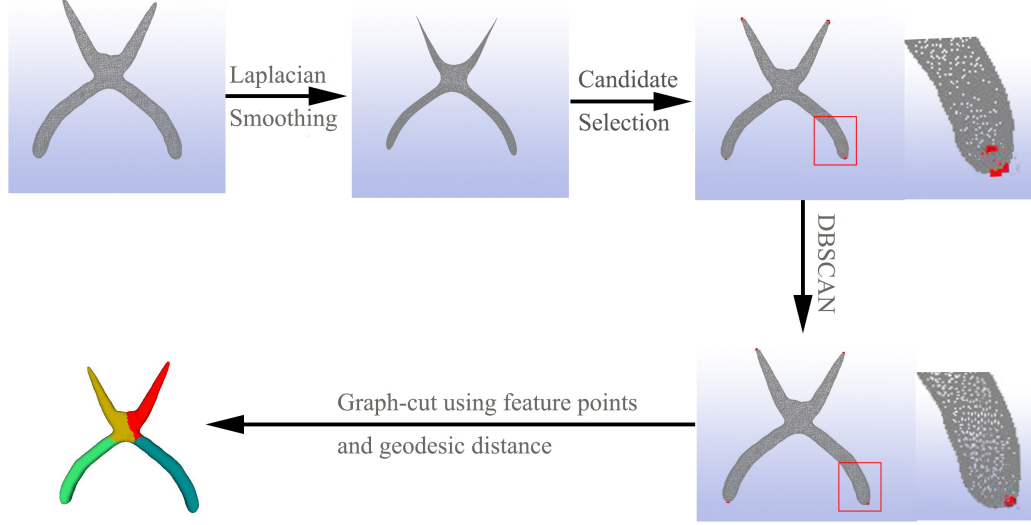 Laplacian
Smoothing
Candidate
Selection
DBSCAN
Graph-cut using feature points
and geodesic distance